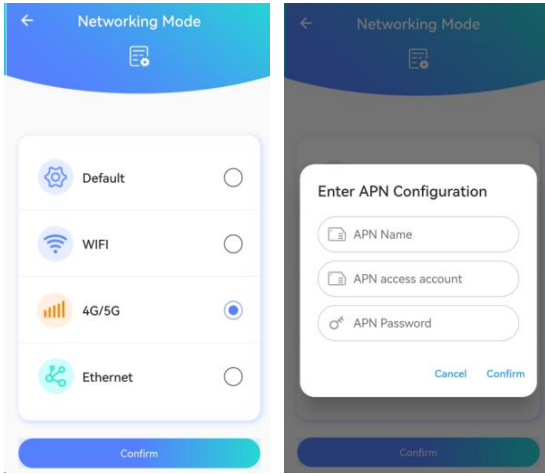 Networking Mode
Default
WIFI
4G/5G
Ethernet
Confirm
Networking Mode
Enter APN Configuration
APN Name
APN access account
APN Password
Cancel Confirm
Confirm